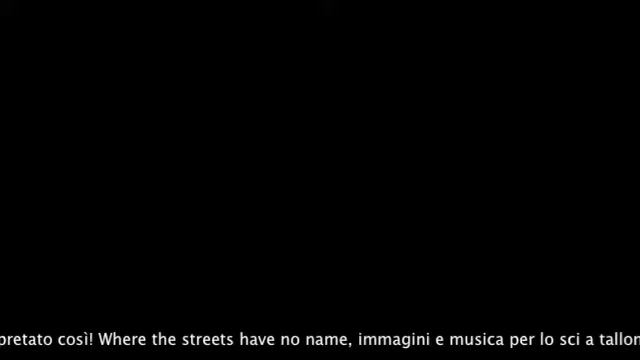 pretato così! Where the streets have no name, immagini e musica per lo sci a tallon